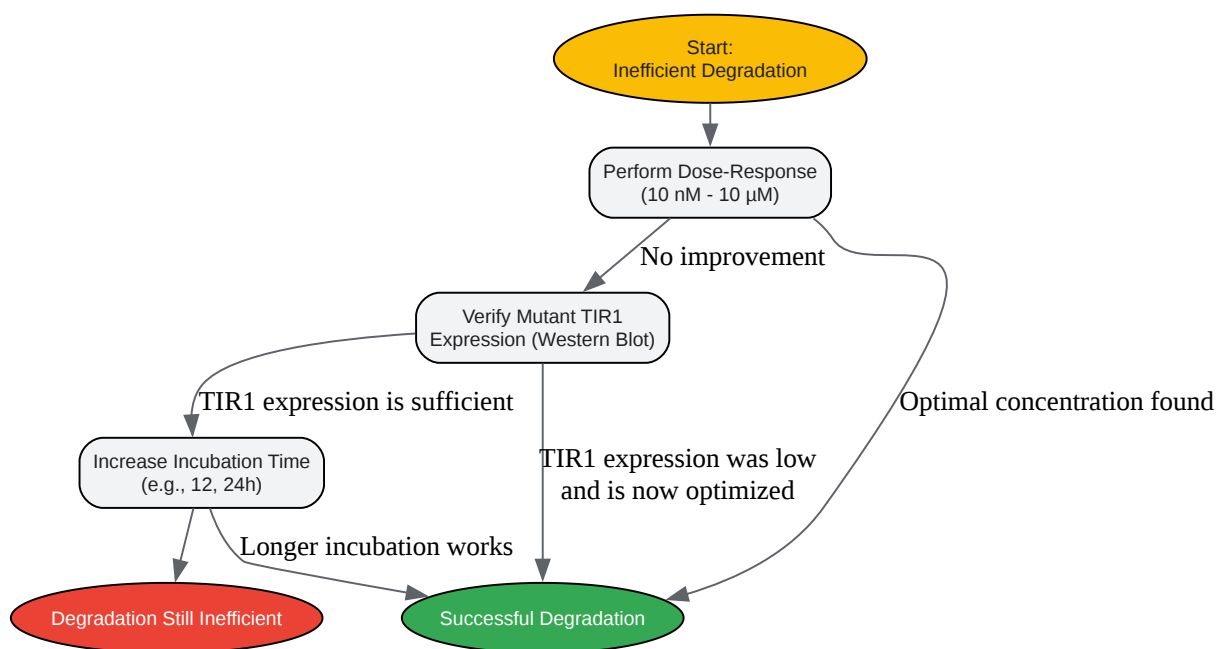 Start:
Inefficient Degradation
Perform Dose-Response
(10 nM - 10 µM)
No improvement
Verify Mutant TIR1
Expression (Western Blot)
TIR1 expression is sufficient
Optimal concentration found
Increase Incubation Time
(e.g., 12, 24h)
TIR1 expression was low
and is now optimized
Longer incubation works
Degradation Still Inefficient
Successful Degradation